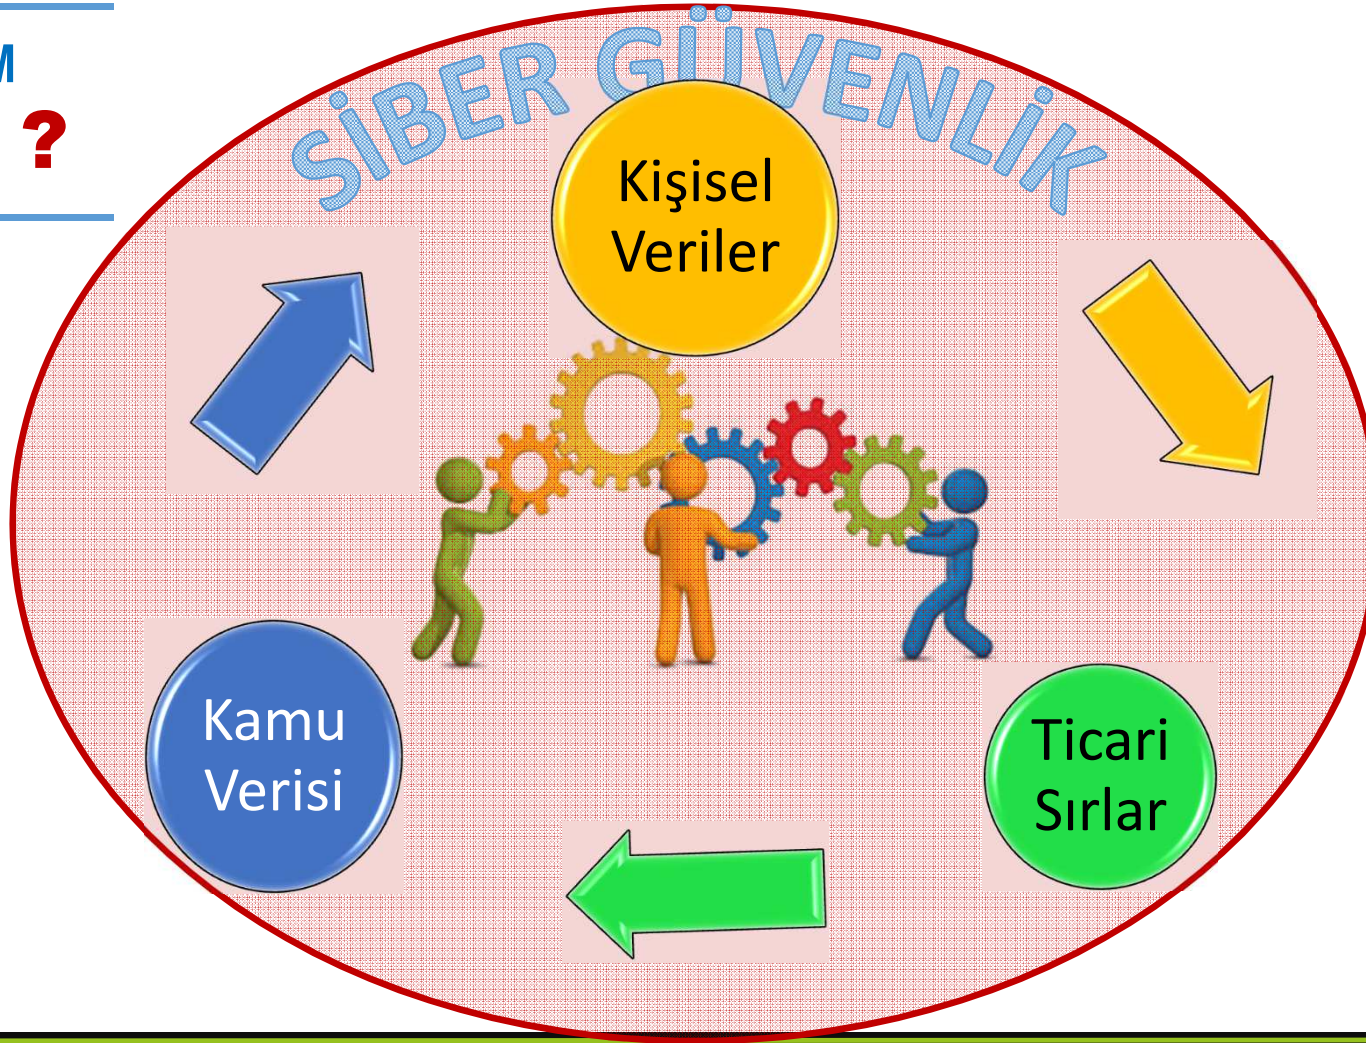 M
?
SİBER GÜVENLİK
Kişisel
Veriler
Kamu
Verisi
Ticari
Sırlar